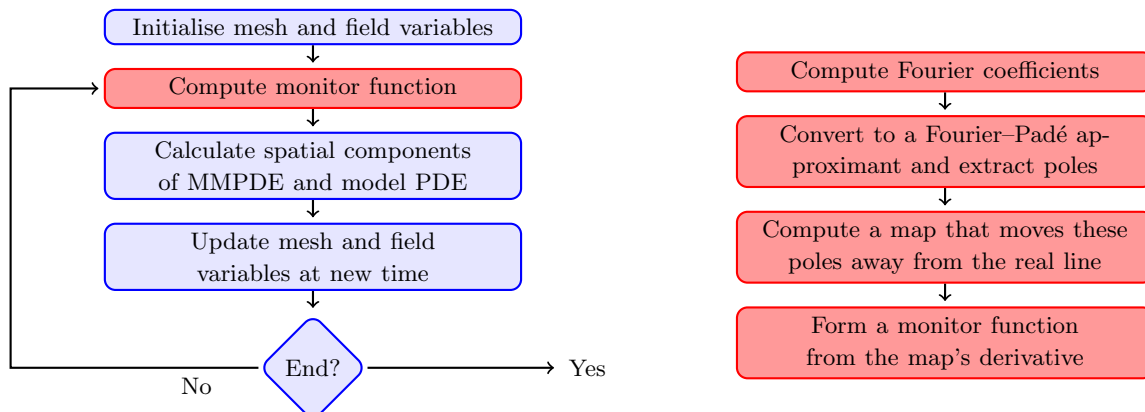 Initialise mesh and field variables
Compute monitor function
Calculate spatial components
of MMPDE and model PDE
Update mesh and field
variables at new time
End?
No
Yes
Compute Fourier coefficients
Convert to a Fourier–Padé ap-
proximant and extract poles
Compute a map that moves these
poles away from the real line
Form a monitor function
from the map's derivative